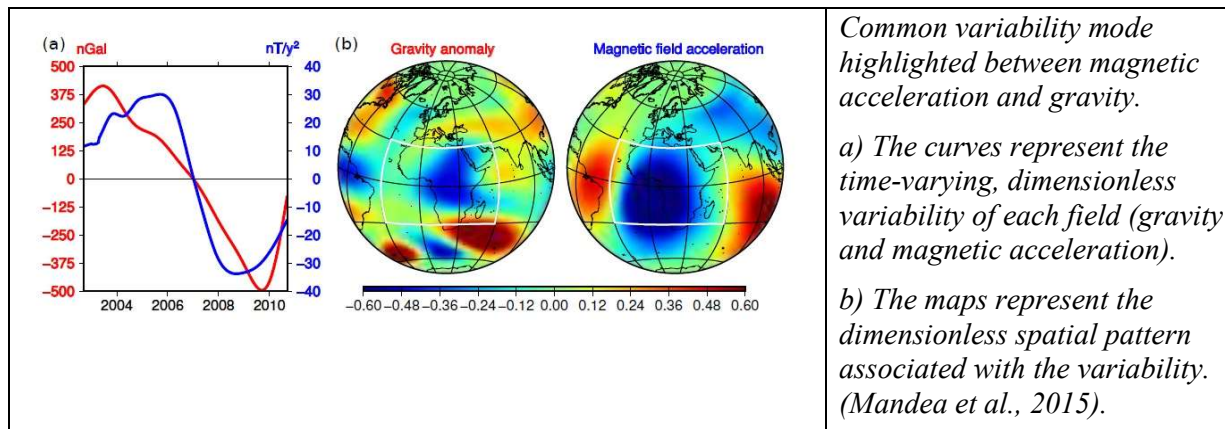 (a) nGal nT/y² (b) Gravity anomaly Magnetic field acceleration
500 40
375 30
250 20
125 10
0 0
−125 −10
−250 −20
−375 −30
−500 −40
2004 2006 2008 2010
−0.60 −0.48 −0.36 −0.24 −0.12 0.00 0.12 0.24 0.36 0.48 0.60
Common variability mode
highlighted between magnetic
acceleration and gravity.
a) The curves represent the
time-varying, dimensionless
variability of each field (gravity
and magnetic acceleration).
b) The maps represent the
dimensionless spatial pattern
associated with the variability.
(Mandea et al., 2015).